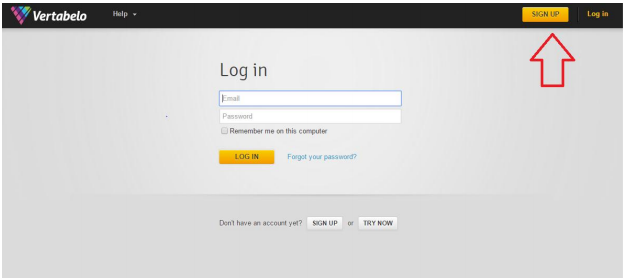 Vertabelo Help SIGN UP Log in
Log in
Email
Password
Remember me on this computer
LOG IN Forgot your password?
Don't have an account yet? SIGN UP or TRY NOW